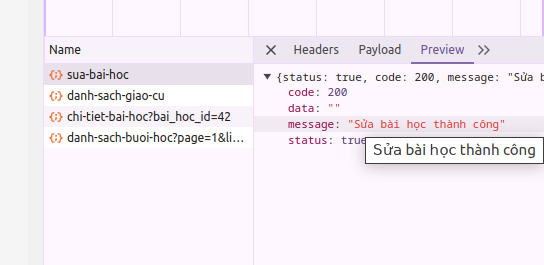 Name
Headers Payload Preview
sua-bai-hoc
danh-sach-giao-cu
chi-tiet-bai-hoc?bai_hoc_id=42
danh-sach-buoi-hoc?page=1&li…
{status: true, code: 200, message: "Sửa b
code: 200
data: ""
message: "Sửa bài học thành công"
status: true
Sửa bài học thành công